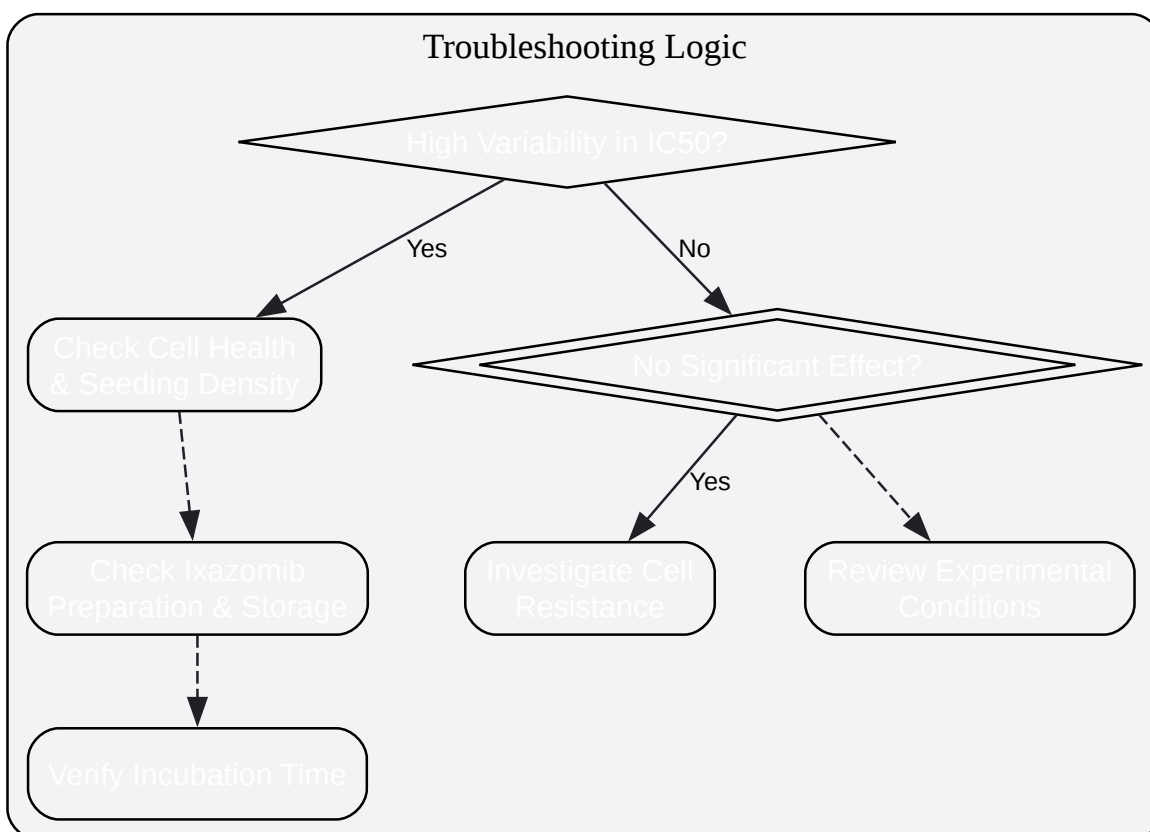 Troubleshooting Logic
High Variability in IC50?
Yes
No
Check Cell Health
& Seeding Density
No Significant Effect?
Yes
Check Ixazomib
Preparation & Storage
Investigate Cell
Resistance
Review Experimental
Conditions
Verify Incubation Time